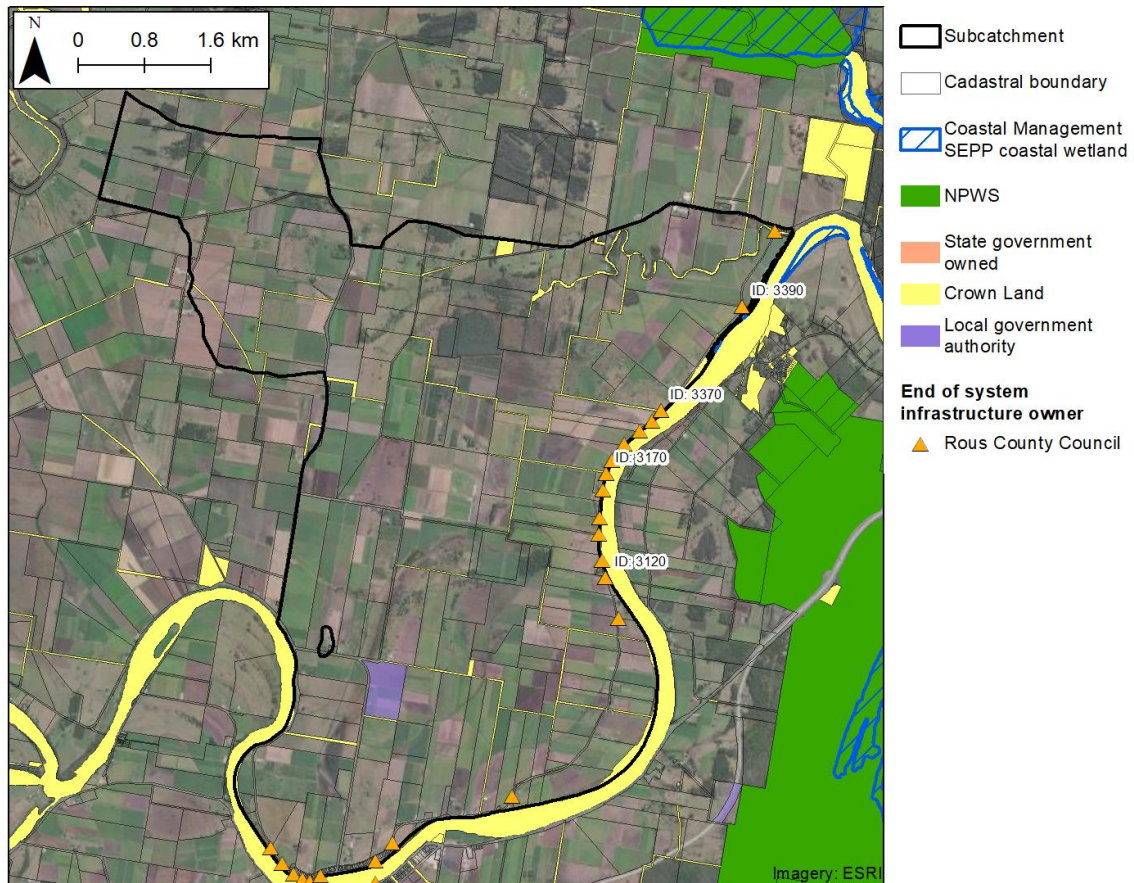 N
0 0.8 1.6 km
Subcatchment
Cadastral boundary
Coastal Management
SEPP coastal wetland
NPWS
State government
owned
Crown Land
Local government
authority
End of system
infrastructure owner
Rous County Council
ID: 3390
ID: 3370
ID: 3170
ID: 3120
Imagery: ESRI